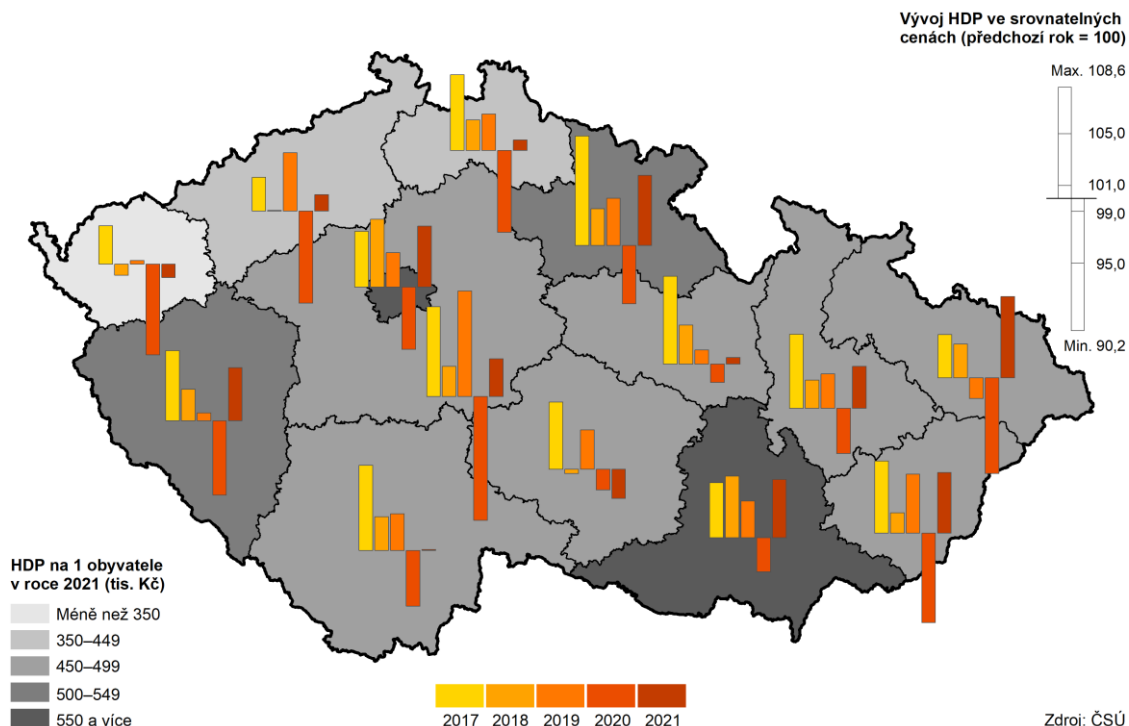 Vývoj HDP ve srovnatelných
cenách (předchozí rok = 100)
Max. 108,6
105,0
101,0
99,0
95,0
Min. 90,2
HDP na 1 obyvatele
v roce 2021 (tis. Kč)
Méně než 350
350–449
450–499
500–549
550 a více
2017 2018 2019 2020 2021
Zdroj: ČSÚ